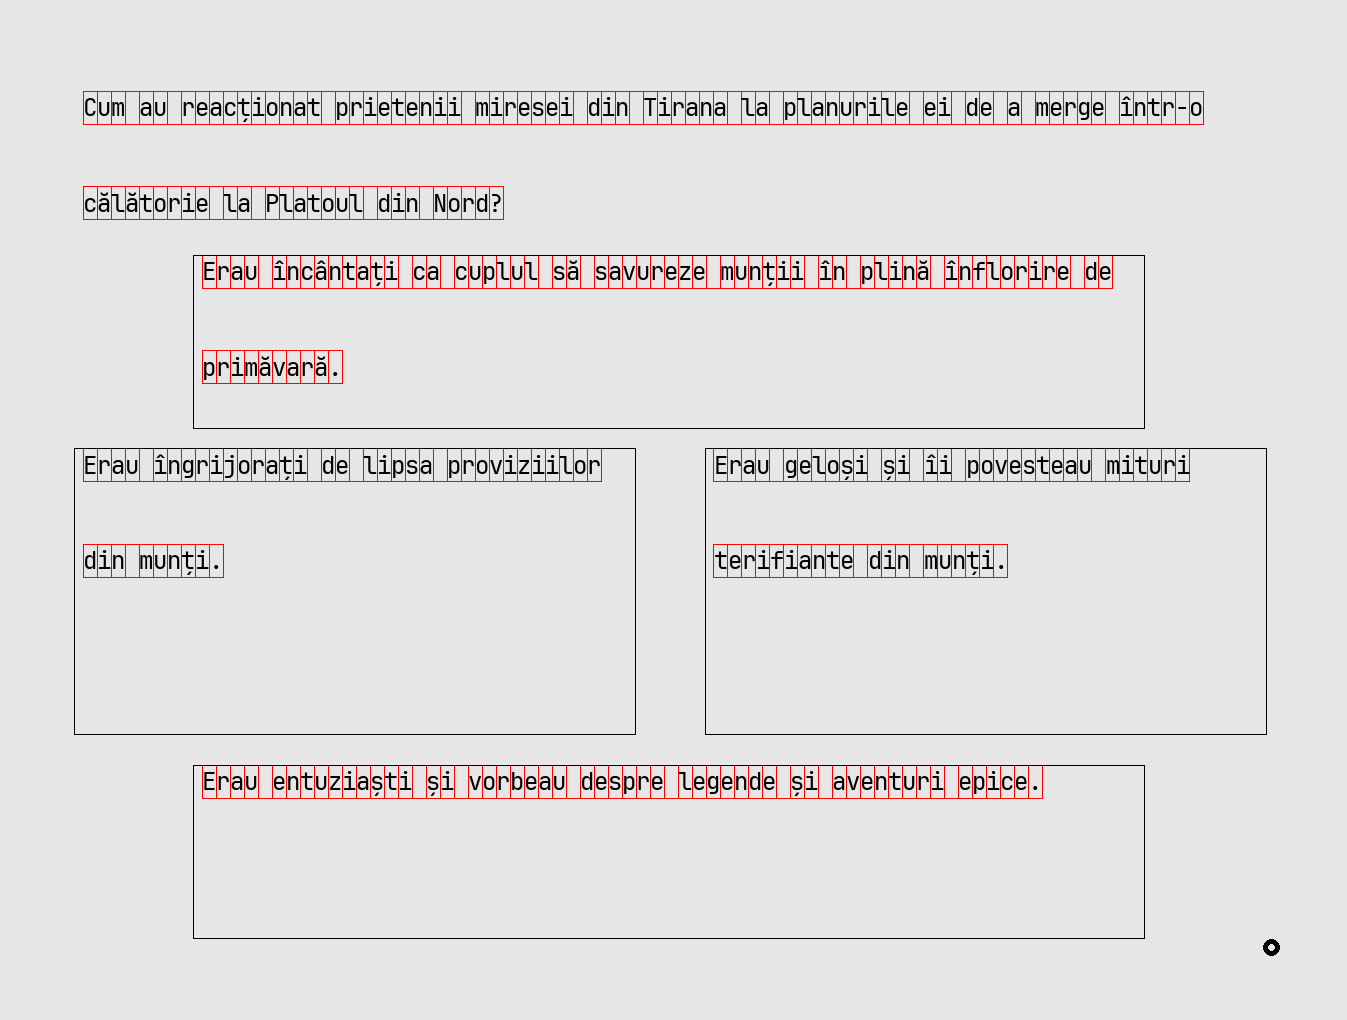 Cum au reacționat prietenii miresei din Tirana la planurile ei de a merge într-o
călătorie la Platoul din Nord?
Erau încântați ca cuplul să savureze munții în plină înflorire de
primăvară.
Erau îngrijorați de lipsa proviziilor
din munți.
Erau geloși și îi povesteau mituri
terifiante din munți.
Erau entuziaști și vorbeau despre legende și aventuri epice.